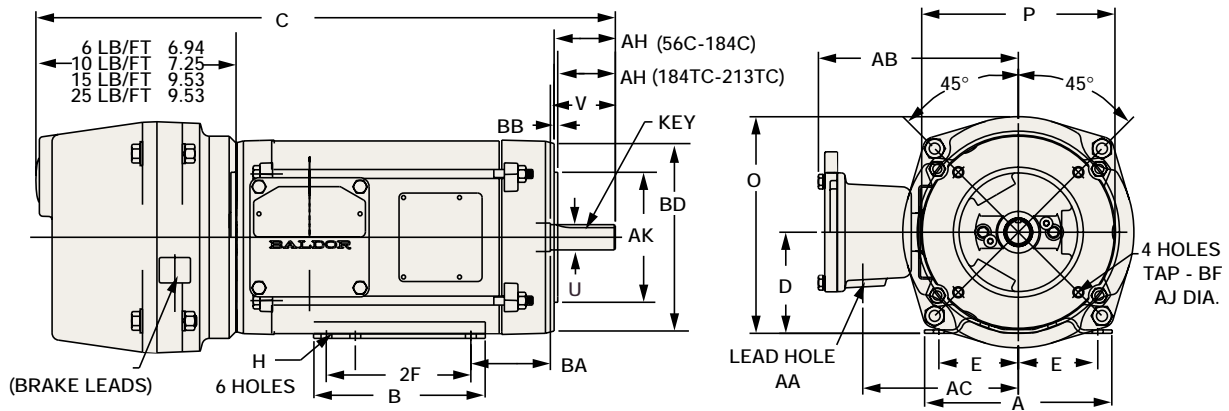 C
P
6 LB/FT 6.94
10 LB/FT 7.25
15 LB/FT 9.53
25 LB/FT 9.53
AH (56C-184C)
AH (184TC-213TC)
V
BB
KEY
AB
45°
45°
O
BD
AK
BALDOR
U
D
4 HOLES
TAP - BF
AJ DIA.
(BRAKE LEADS)
H
6 HOLES
2F
B
BA
LEAD HOLE
AA
E
E
AC
A